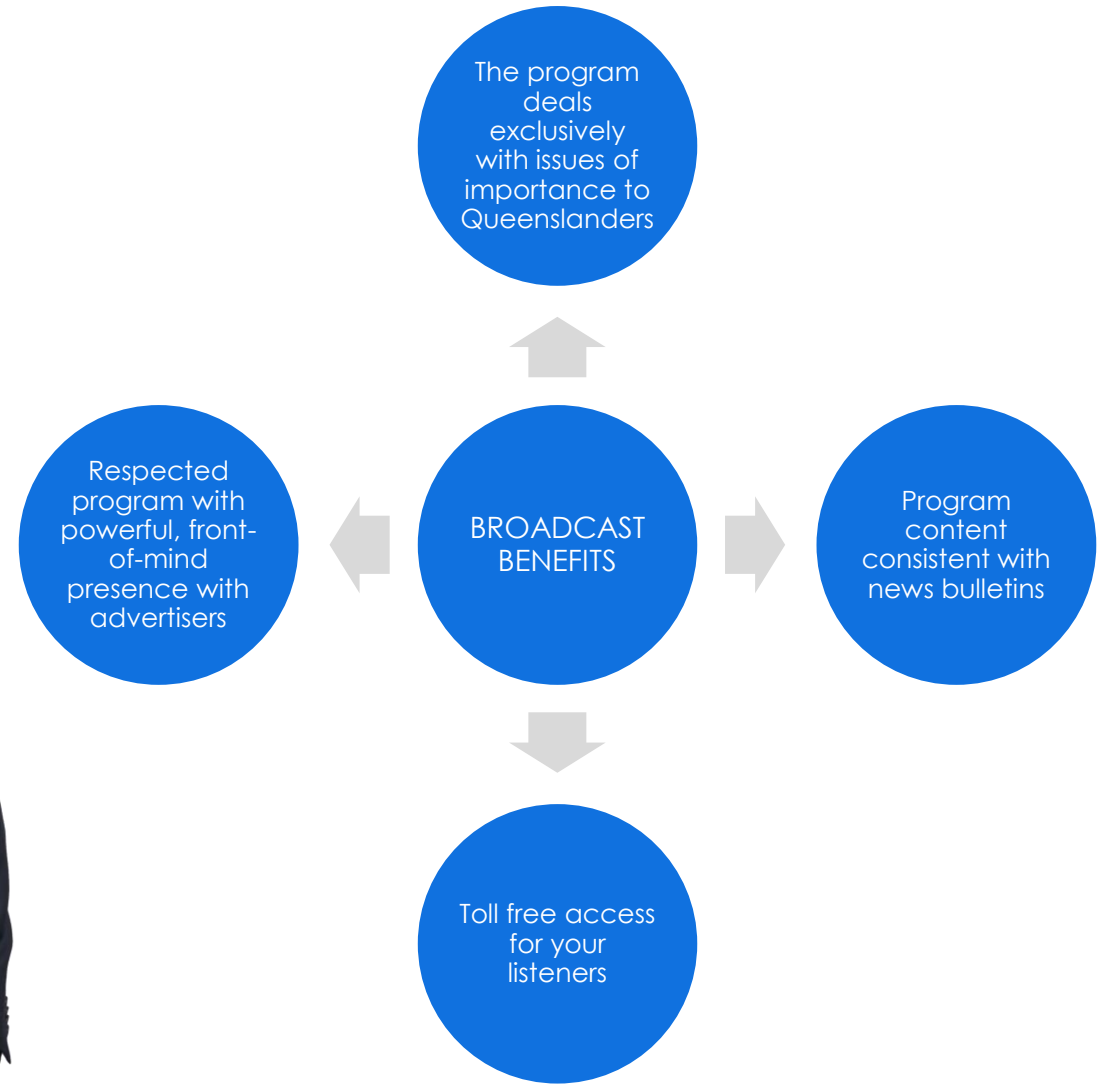 The program
deals
exclusively
with issues of
importance to
Queenslanders
Respected
program with
powerful, front-
of-mind
presence with
advertisers
BROADCAST
BENEFITS
Program
content
consistent with
news bulletins
Toll free access
for your
listeners